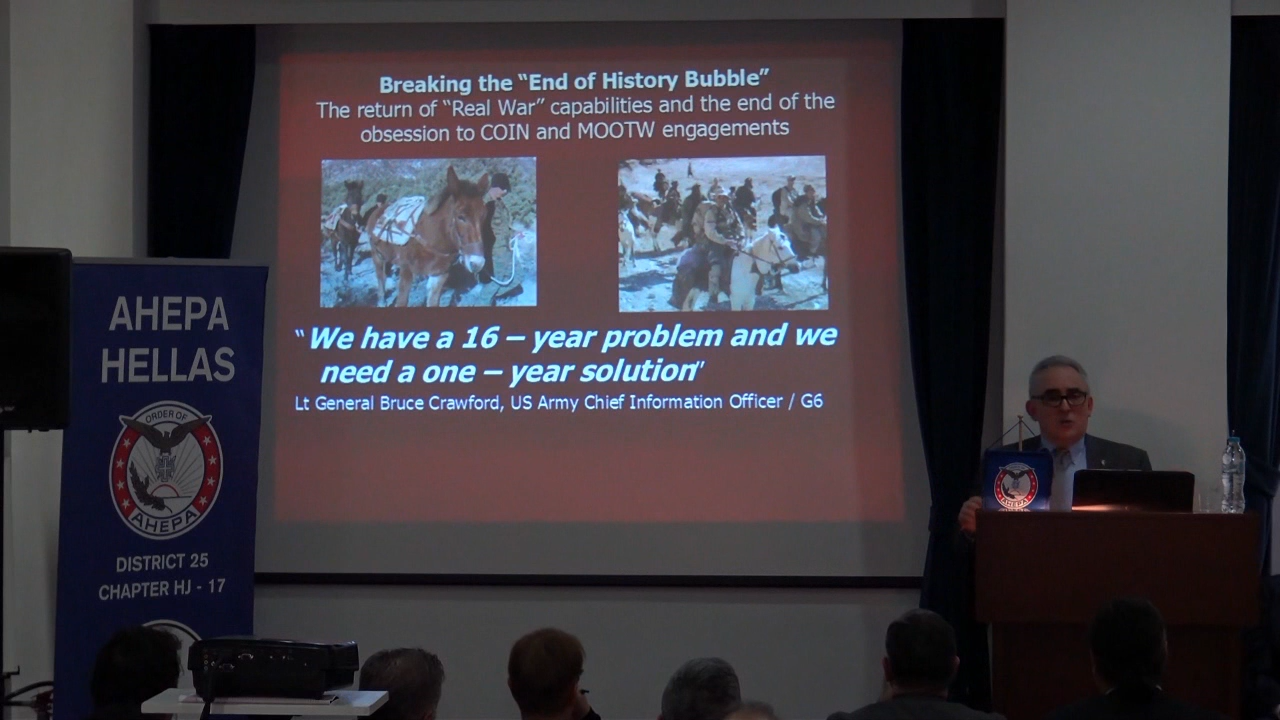 Breaking the “End of History Bubble”
The return of “Real War” capabilities and the end of the
obsession to COIN and MOOTW engagements
“We have a 16 – year problem and we
need a one – year solution”
Lt General Bruce Crawford, US Army Chief Information Officer / G6
AHEPA
HELLAS
ORDER OF
AHEPA
DISTRICT 25
CHAPTER HJ - 17
AHEPA